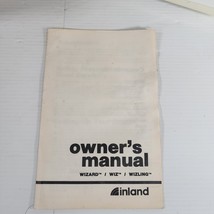 owner's
manual
WIZARD™ / WIZ™ / WIZLING™
inland